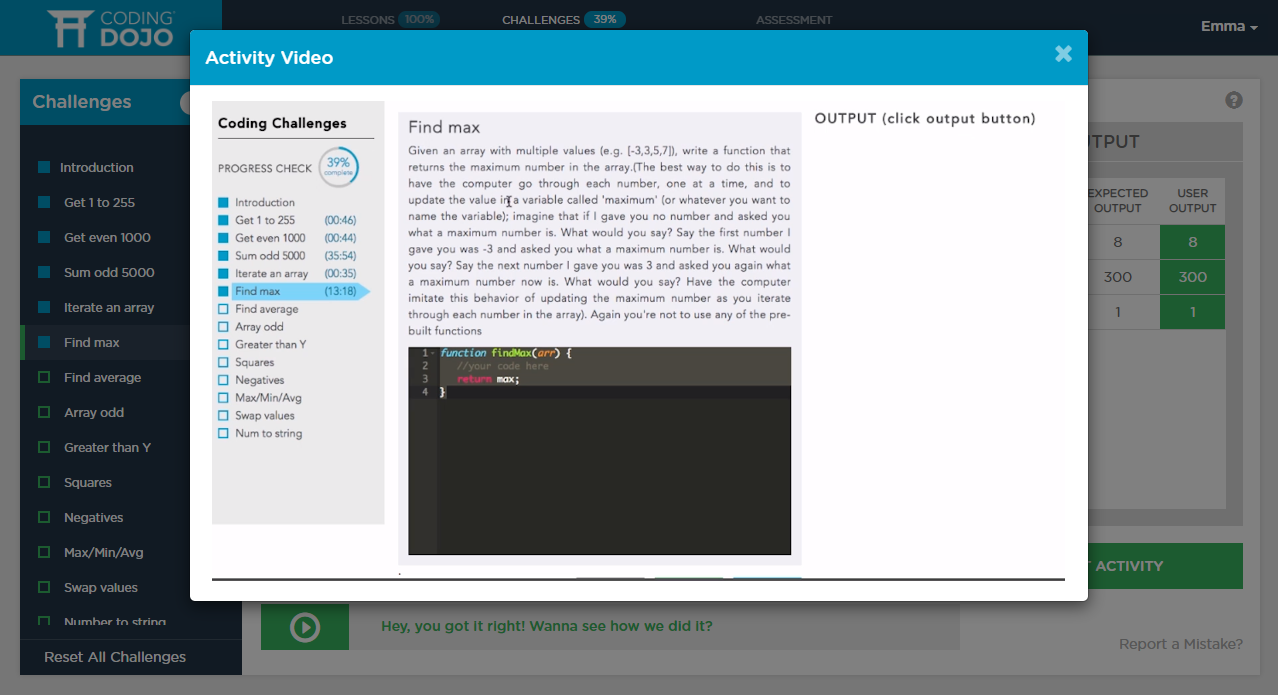 CODING
DOJO
LESSONS 100%
CHALLENGES 39%
ASSESSMENT
Emma
Activity Video
Challenges
Introduction
Get 1 to 255
Get even 1000
Sum odd 5000
Iterate an array
Find max
Find average
Array odd
Greater than Y
Squares
Negatives
Max/Min/Avg
Swap values
Number to string
Reset All Challenges
Coding Challenges
PROGRESS CHECK
39%
complete
Introduction
Get 1 to 255 (00:46)
Get even 1000 (00:44)
Sum odd 5000 (35:54)
Iterate an array (00:35)
Find max (13:18)
Find average
Array odd
Greater than Y
Squares
Negatives
Max/Min/Avg
Swap values
Num to string
Find max
Given an array with multiple values (e.g. [-3,3,5,7]), write a function that
returns the maximum number in the array.(The best way to do this is to
have the computer go through each number, one at a time, and to
update the value in a variable called 'maximum' (or whatever you want to
name the variable); imagine that if I gave you no number and asked you
what a maximum number is. What would you say? Say the first number I
gave you was -3 and asked you what a maximum number is. What would
you say? Say the next number I gave you was 3 and asked you again what
a maximum number now is. What would you say? Have the computer
imitate this behavior of updating the maximum number as you iterate
through each number in the array). Again you're not to use any of the pre-
built functions
1 function findMax(arr) {
2 //your code here
3 return max;
4 }
OUTPUT (click output button)
?
TPUT
EXPECTED
OUTPUT
USER
OUTPUT
8 8
300 300
1 1
ACTIVITY
Hey, you got it right! Wanna see how we did it?
Report a Mistake?